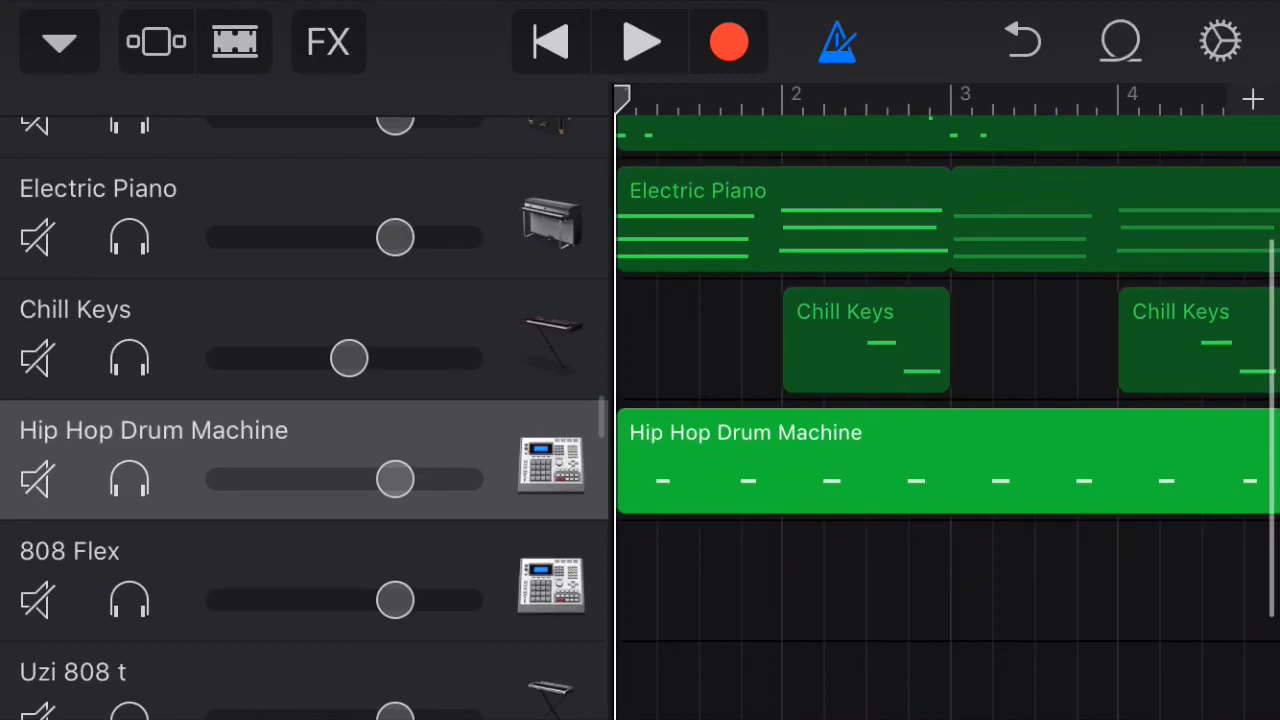 FX
2
3
4
Electric Piano
Electric Piano
Chill Keys
Chill Keys
Chill Keys
Hip Hop Drum Machine
Hip Hop Drum Machine
808 Flex
Uzi 808 t